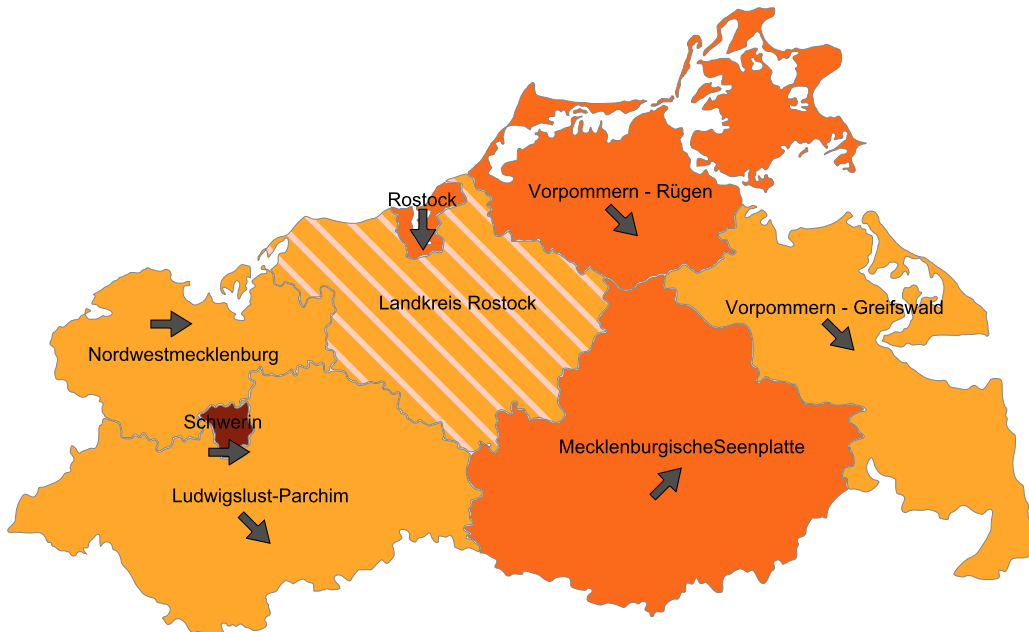 Vorpommern - Rügen
Rostock
Landkreis Rostock
Vorpommern - Greifswald
Nordwestmecklenburg
Schwerin
MecklenburgischeSeenplatte
Ludwigslust-Parchim